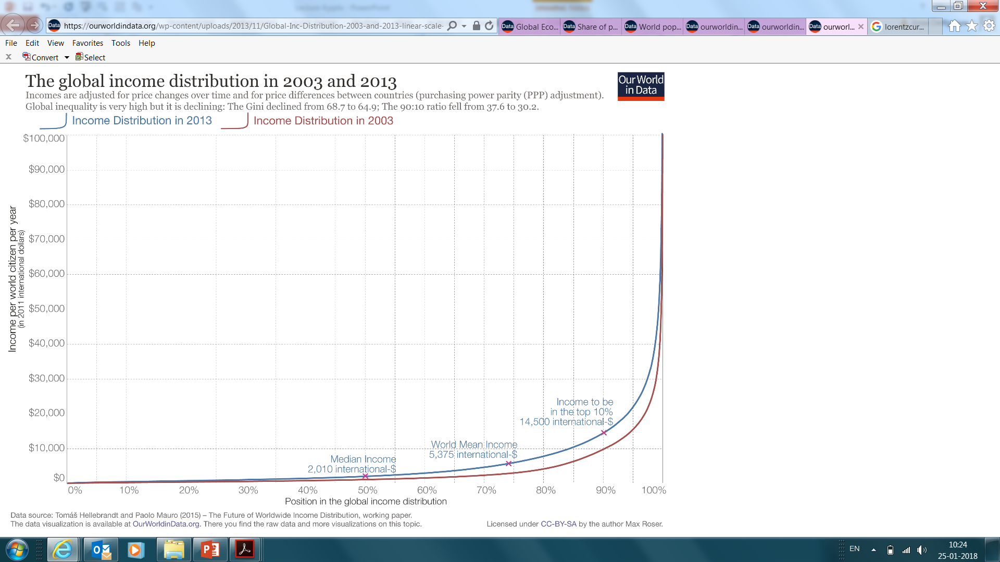 Lecture 6.pptx - PowerPoint
https://ourworldindata.org/wp-content/uploads/2013/11/Global-Inc-Distribution-2003-and-2013-linear-scale-
Data Global Eco...
Data Share of p...
Data World pop...
Data ourworldin...
Data ourworldin...
Data ourworl...
lorentzcur...
File Edit View Favorites Tools Help
Convert Select
The global income distribution in 2003 and 2013
Our World
in Data
Incomes are adjusted for price changes over time and for price differences between countries (purchasing power parity (PPP) adjustment).
Global inequality is very high but it is declining: The Gini declined from 68.7 to 64.9; The 90:10 ratio fell from 37.6 to 30.2.
Income Distribution in 2013
Income Distribution in 2003
$100,000
$90,000
$80,000
$70,000
$60,000
$50,000
$40,000
$30,000
$20,000
$10,000
$0
Income per world citizen per year
(in 2011 international dollars)
Income to be
in the top 10%
14,500 international-$
World Mean Income
5,375 international-$
Median Income
2,010 international-$
0% 10% 20% 30% 40% 50% 60% 70% 80% 90% 100%
Position in the global income distribution
Data source: Tomáš Hellebrandt and Paolo Mauro (2015) – The Future of Worldwide Income Distribution, working paper.
The data visualization is available at OurWorldinData.org. There you find the raw data and more visualizations on this topic.
Licensed under CC-BY-SA by the author Max Roser.
EN
10:24
25-01-2018